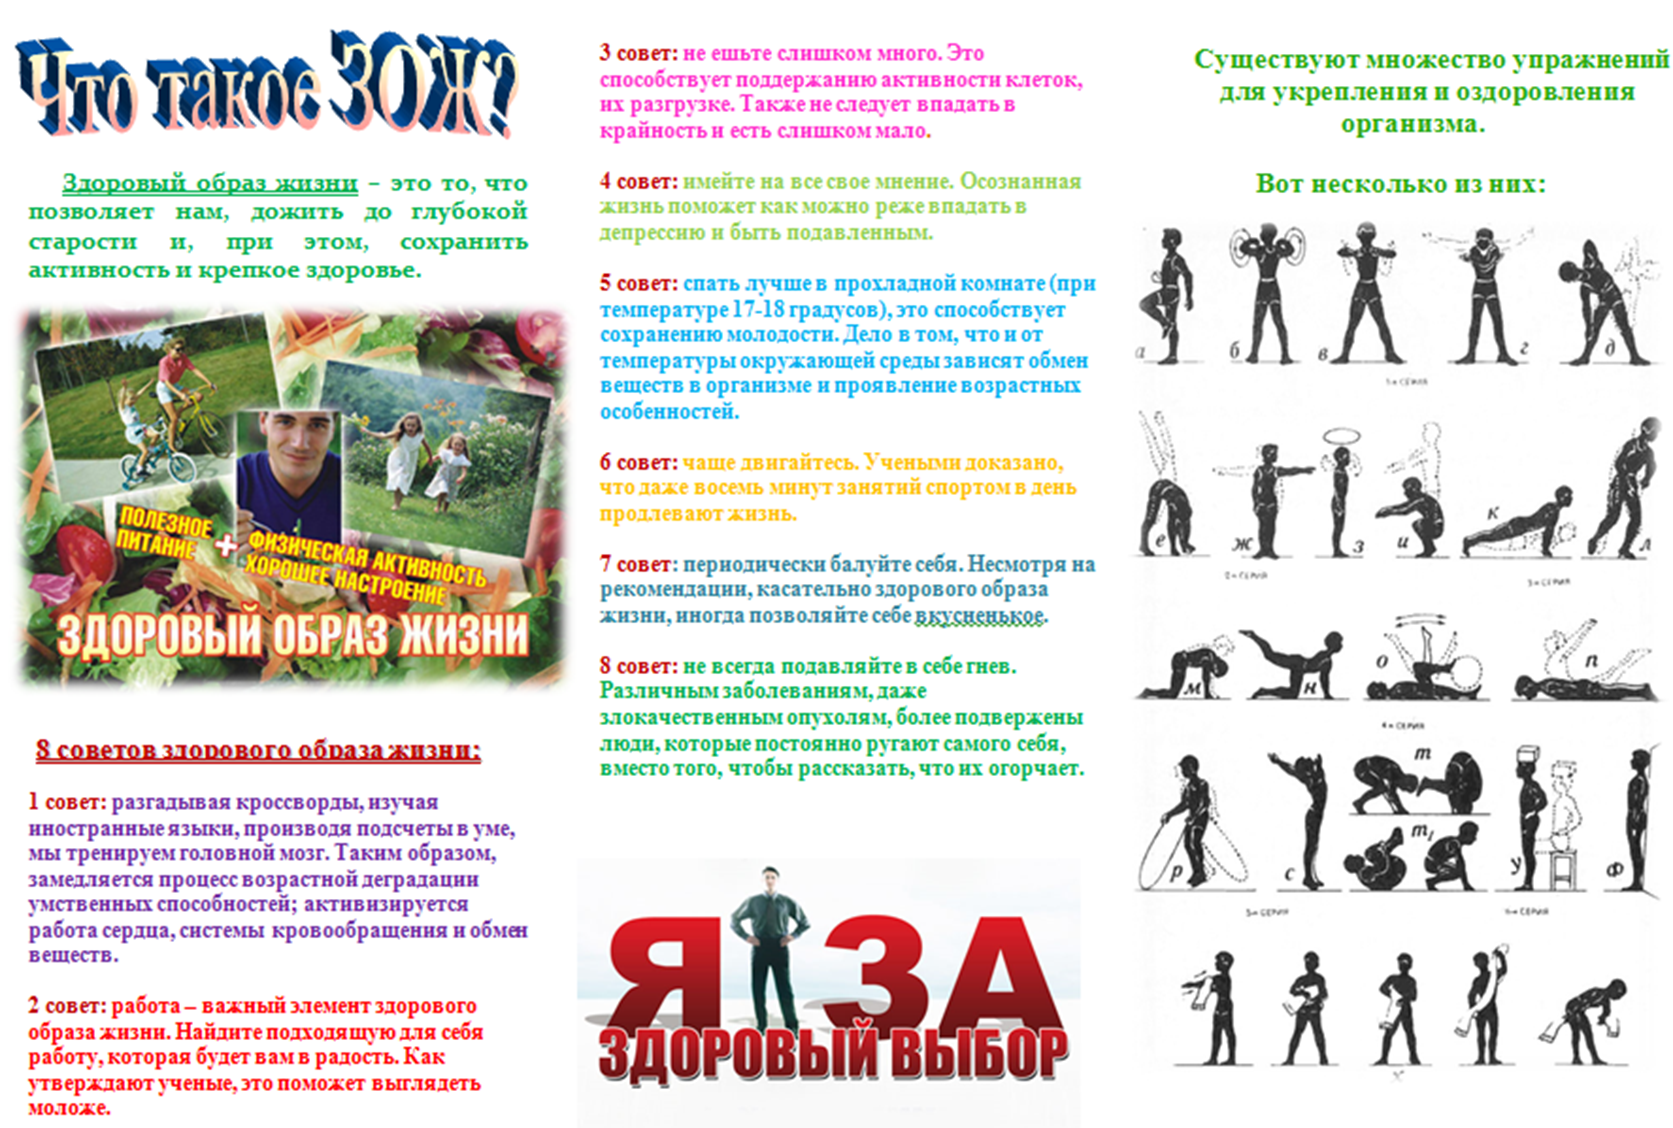 Что такое ЗОЖ?
Здоровый образ жизни – это то, что
позволяет нам, дожить до глубокой
старости и, при этом, сохранить
активность и крепкое здоровье.
ПОЛЕЗНОЕ
ПИТАНИЕ
+
ФИЗИЧЕСКАЯ АКТИВНОСТЬ
ХОРОШЕЕ НАСТРОЕНИЕ
ЗДОРОВЫЙ ОБРАЗ ЖИЗНИ
8 советов здорового образа жизни:
1 совет: разгадывая кроссворды, изучая
иностранные языки, производя подсчеты в уме,
мы тренируем головной мозг. Таким образом,
замедляется процесс возрастной деградации
умственных способностей; активизируется
работа сердца, системы кровообращения и обмен
веществ.
2 совет: работа – важный элемент здорового
образа жизни. Найдите подходящую для себя
работу, которая будет вам в радость. Как
утверждают ученые, это поможет выглядеть
моложе.
3 совет: не ешьте слишком много. Это
способствует поддержанию активности клеток,
их разгрузке. Также не следует впадать в
крайность и есть слишком мало.
4 совет: имейте на все свое мнение. Осознанная
жизнь поможет как можно реже впадать в
депрессию и быть подавленным.
5 совет: спать лучше в прохладной комнате (при
температуре 17-18 градусов), это способствует
сохранению молодости. Дело в том, что и от
температуры окружающей среды зависят обмен
веществ в организме и проявление возрастных
особенностей.
6 совет: чаще двигайтесь. Учеными доказано,
что даже восемь минут занятий спортом в день
продлевают жизнь.
7 совет: периодически балуйте себя. Несмотря на
рекомендации, касательно здорового образа
жизни, иногда позволяйте себе вкусненькое.
8 совет: не всегда подавляйте в себе гнев.
Различным заболеваниям, даже
злокачественным опухолям, более подвержены
люди, которые постоянно ругают самого себя,
вместо того, чтобы рассказать, что их огорчает.
Я ЗА
ЗДОРОВЫЙ ВЫБОР
Существуют множество упражнений
для укрепления и оздоровления
организма.
Вот несколько из них:
а б в г д
1-я СЕРИЯ
е ж з и к л
2-я СЕРИЯ 3-я СЕРИЯ
м н о п
4-я СЕРИЯ
р с т т₁ у ф
5-я СЕРИЯ
х